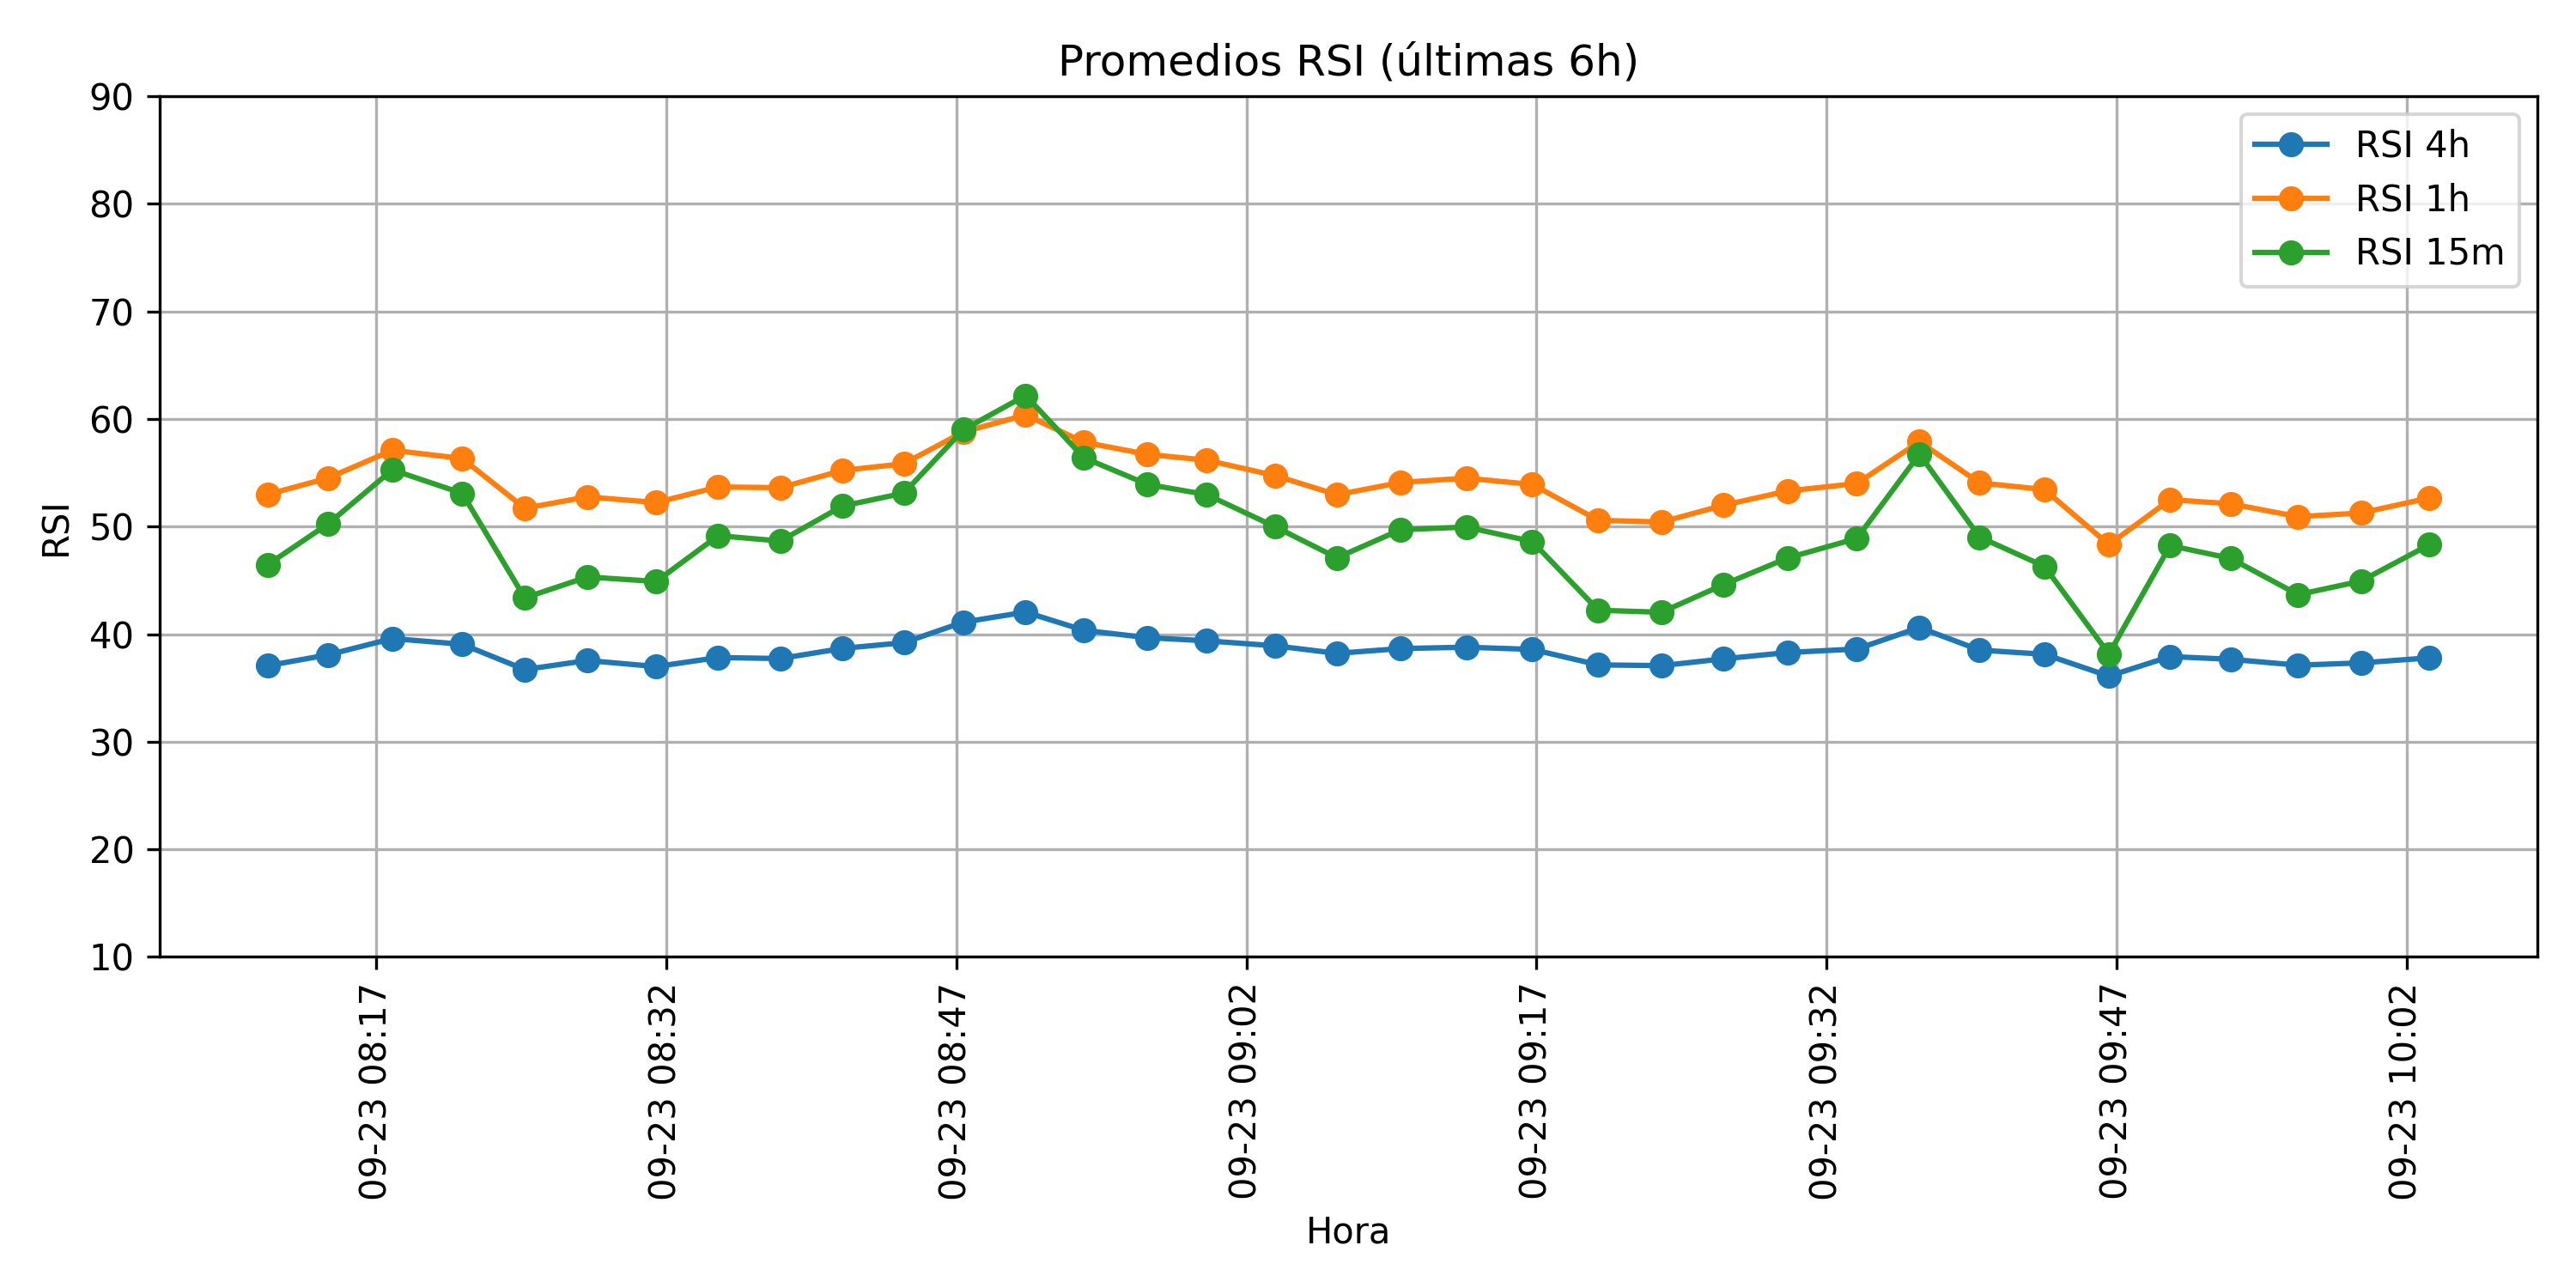 Promedios RSI (últimas 6h)
90
80
70
60
50
40
30
20
10
RSI
RSI 4h
RSI 1h
RSI 15m
09-23 08:17
09-23 08:32
09-23 08:47
09-23 09:02
09-23 09:17
09-23 09:32
09-23 09:47
09-23 10:02
Hora